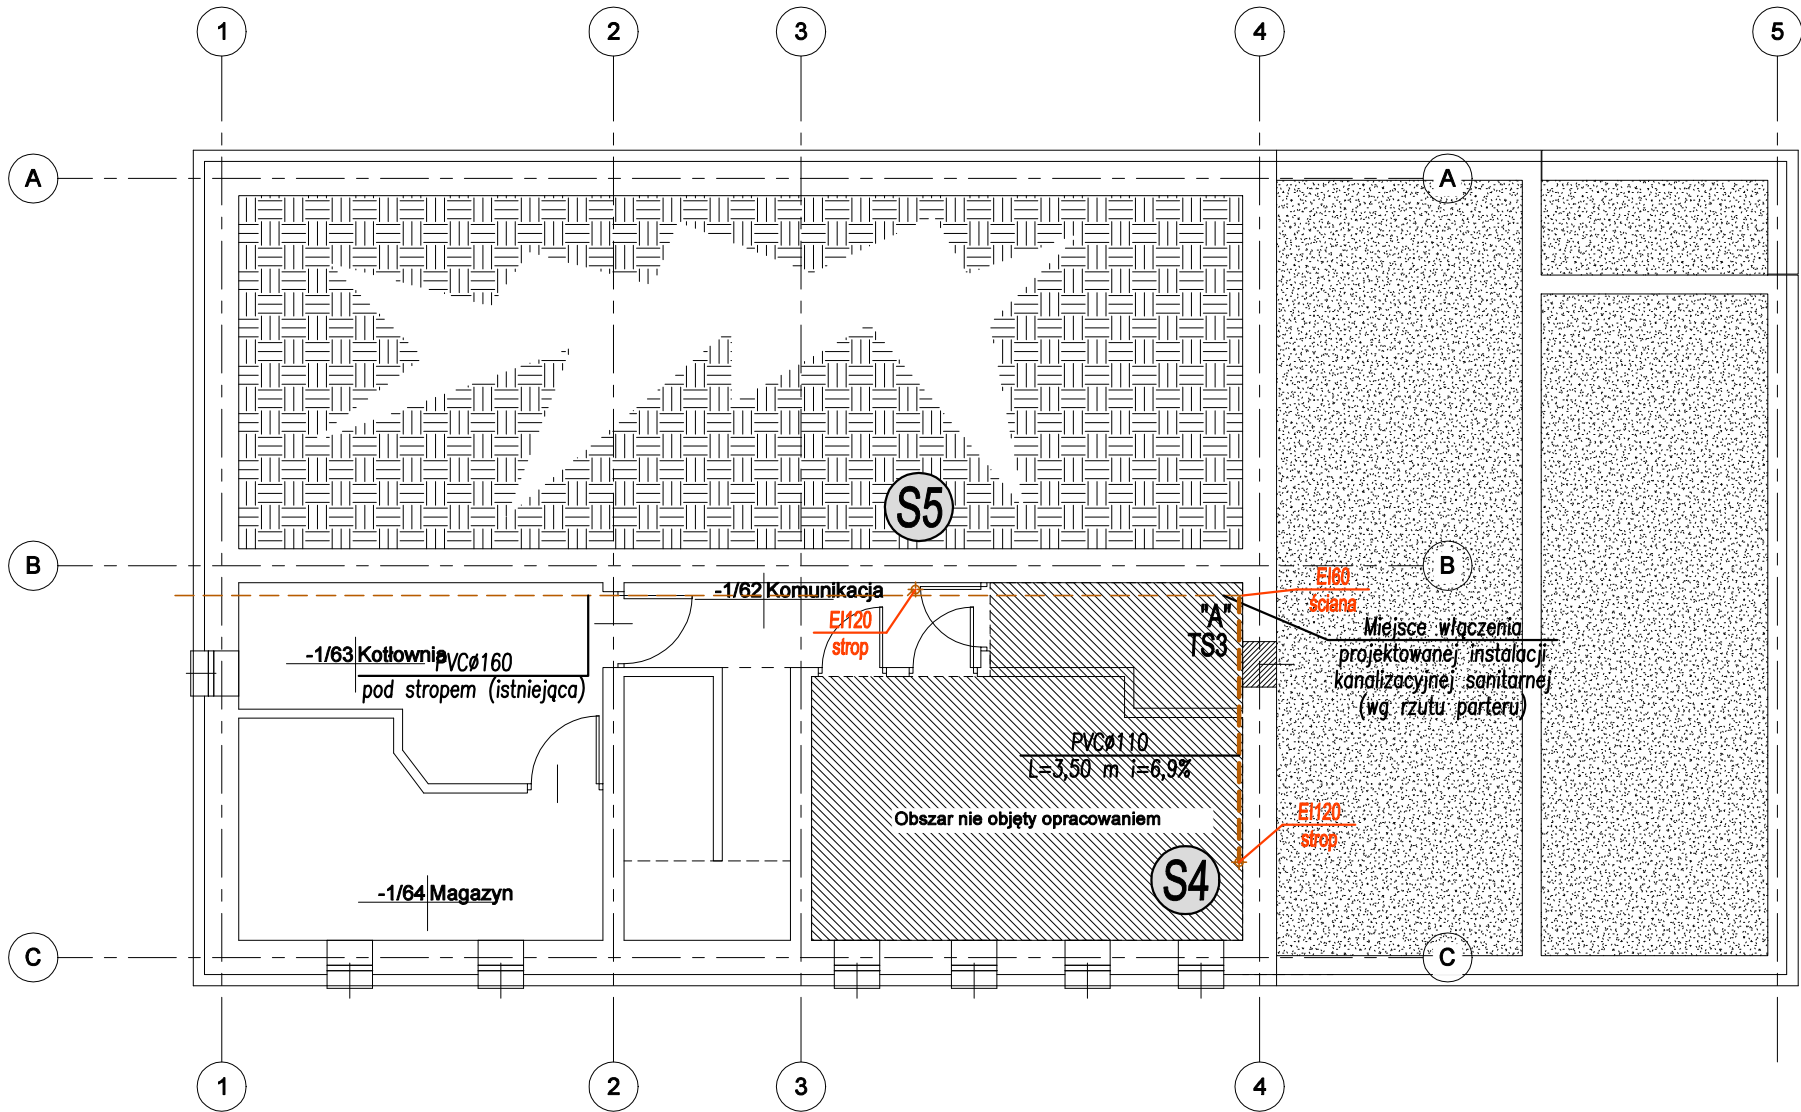 1
2
3
4
5
A
A
S5
B
B
-1/62 Komunikacja
EI60
ściana
EI120
strop
"A"
TS3
Miejsce włączenia
projektowanej instalacji
kanalizacyjnej sanitarnej
(wg rzutu parteru)
-1/63 Kotłownia
PVCø160
pod stropem (istniejąca)
PVCø110
L=3,50 m i=6,9%
Obszar nie objęty opracowaniem
EI120
strop
S4
-1/64 Magazyn
C
C
1
2
3
4